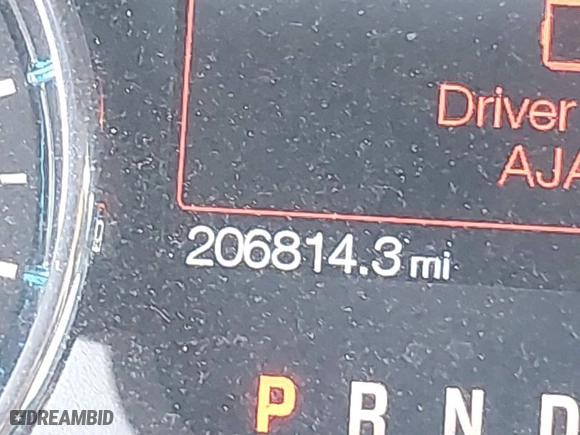 Driver
AJA
206814.3 mi
P R N D
DREAMBID